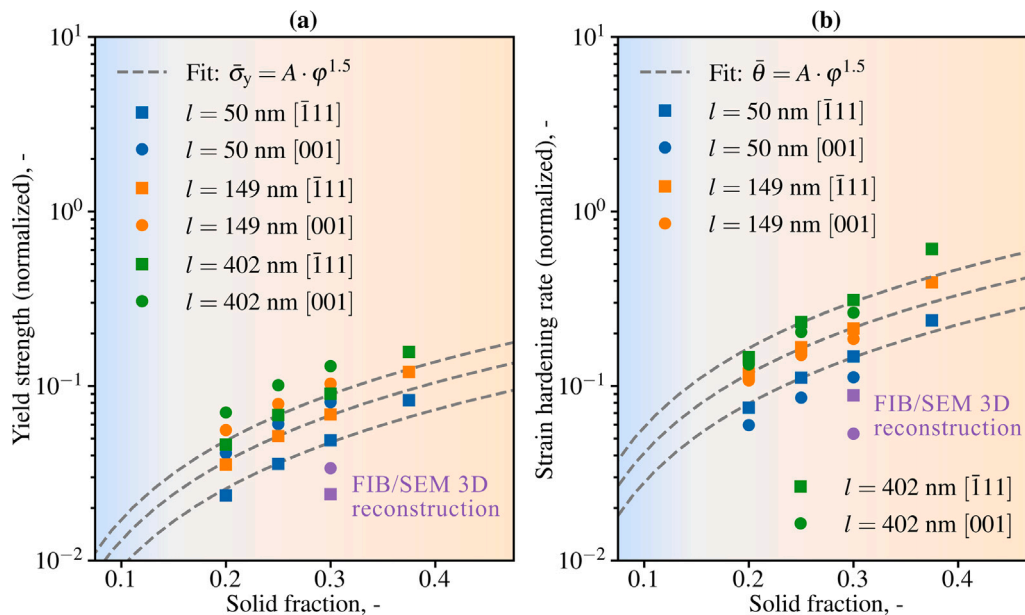 (a)
10¹
10⁰
10⁻¹
10⁻²
Yield strength (normalized), -
Fit: σ̄y = A · φ^1.5
l = 50 nm [1̄11]
l = 50 nm [001]
l = 149 nm [1̄11]
l = 149 nm [001]
l = 402 nm [1̄11]
l = 402 nm [001]
FIB/SEM 3D
reconstruction
0.1 0.2 0.3 0.4
Solid fraction, -
(b)
10¹
10⁰
10⁻¹
10⁻²
Strain hardening rate (normalized), -
Fit: θ̄ = A · φ^1.5
l = 50 nm [1̄11]
l = 50 nm [001]
l = 149 nm [1̄11]
l = 149 nm [001]
FIB/SEM 3D
reconstruction
l = 402 nm [1̄11]
l = 402 nm [001]
0.1 0.2 0.3 0.4
Solid fraction, -